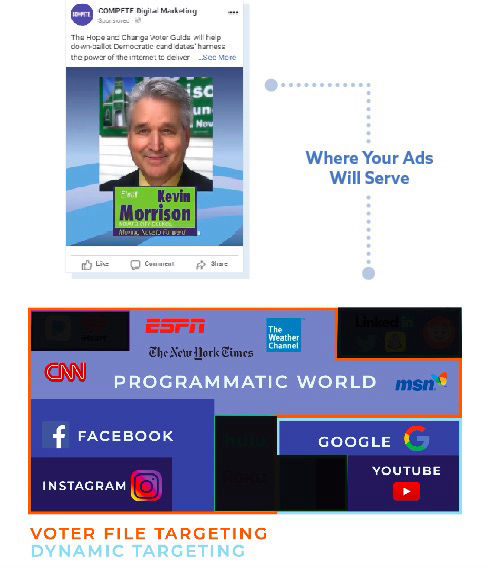 COMPETE Digital Marketing
Sponsored
The Hope and Change Voter Guide will help
down-ballot Democratic candidates' harness
the power of the internet to deliver ...See More
Elect
Kevin
Morrison
Like
Comment
Share
Where Your Ads
Will Serve
ESPN
The
Weather
Channel
Linked
The New York Times
CNN
PROGRAMMATIC WORLD
msn
FACEBOOK
hulu
GOOGLE
Roku
YOUTUBE
INSTAGRAM
VOTER FILE TARGETING
DYNAMIC TARGETING